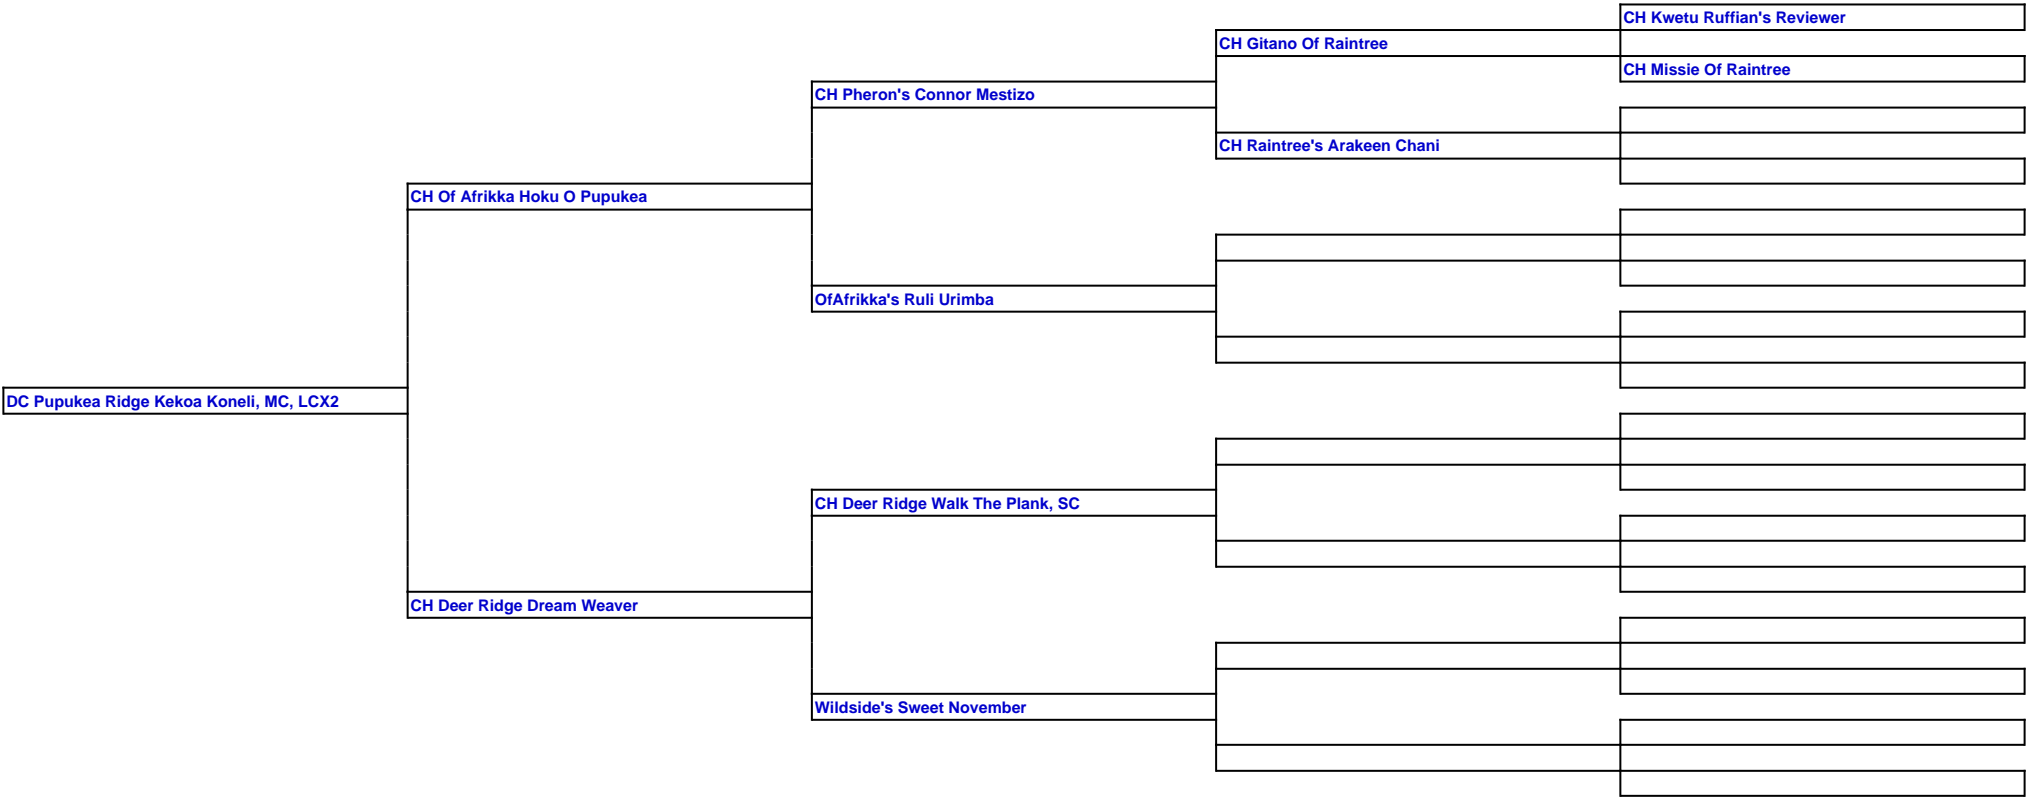 CH Kwetu Ruffian's Reviewer
CH Gitano Of Raintree
CH Missie Of Raintree
CH Pheron's Connor Mestizo
CH Raintree's Arakeen Chani
CH Of Afrikka Hoku O Pupukea
OfAfrikka's Ruli Urimba
DC Pupukea Ridge Kekoa Koneli, MC, LCX2
CH Deer Ridge Walk The Plank, SC
CH Deer Ridge Dream Weaver
Wildside's Sweet November